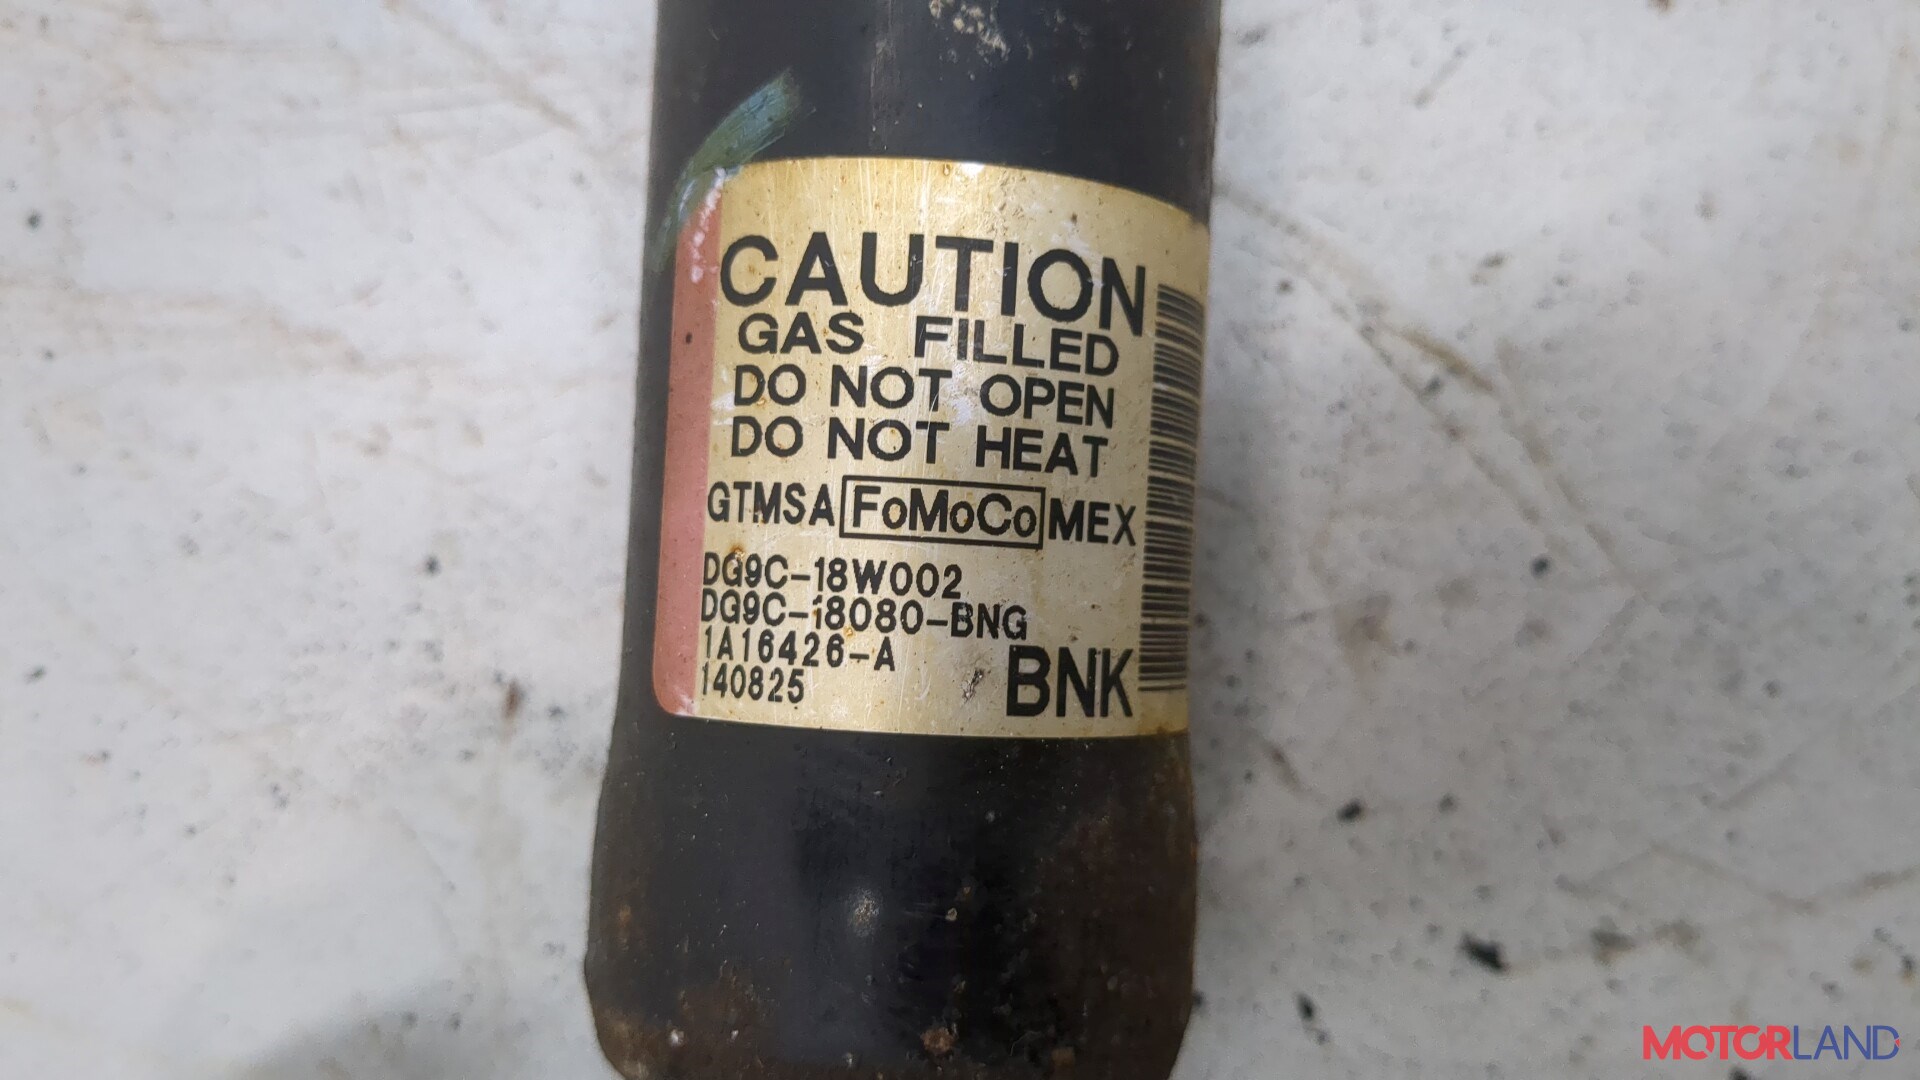 CAUTION
GAS FILLED
DO NOT OPEN
DO NOT HEAT
GTMSA FoMoCo MEX
DG9C-18W002
DG9C-18080-BNG
1A16426-A
140825
BNK
MOTORLAND